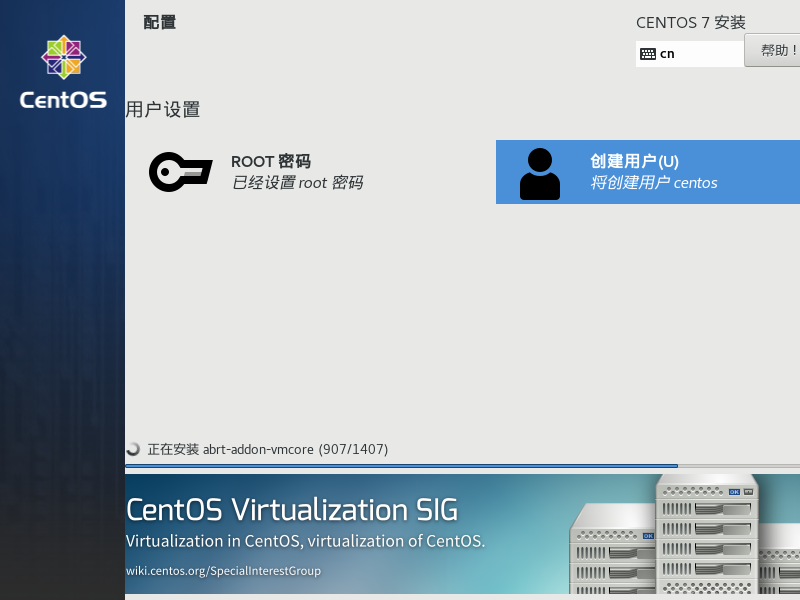 配置
CENTOS 7 安装
cn
帮助！
CentOS
用户设置
ROOT 密码
已经设置 root 密码
创建用户(U)
将创建用户 centos
正在安装 abrt-addon-vmcore (907/1407)
CentOS Virtualization SIG
Virtualization in CentOS, virtualization of CentOS.
wiki.centos.org/SpecialInterestGroup
OK
OK